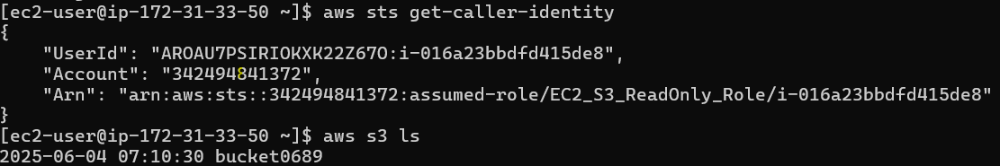 [ec2-user@ip-172-31-33-50 ~]$ aws sts get-caller-identity
{
    "UserId": "AROAU7PSIRIOKXK22Z67O:i-016a23bbdfd415de8",
    "Account": "342494841372",
    "Arn": "arn:aws:sts::342494841372:assumed-role/EC2_S3_ReadOnly_Role/i-016a23bbdfd415de8"
}
[ec2-user@ip-172-31-33-50 ~]$ aws s3 ls
2025-06-04 07:10:30 bucket0689